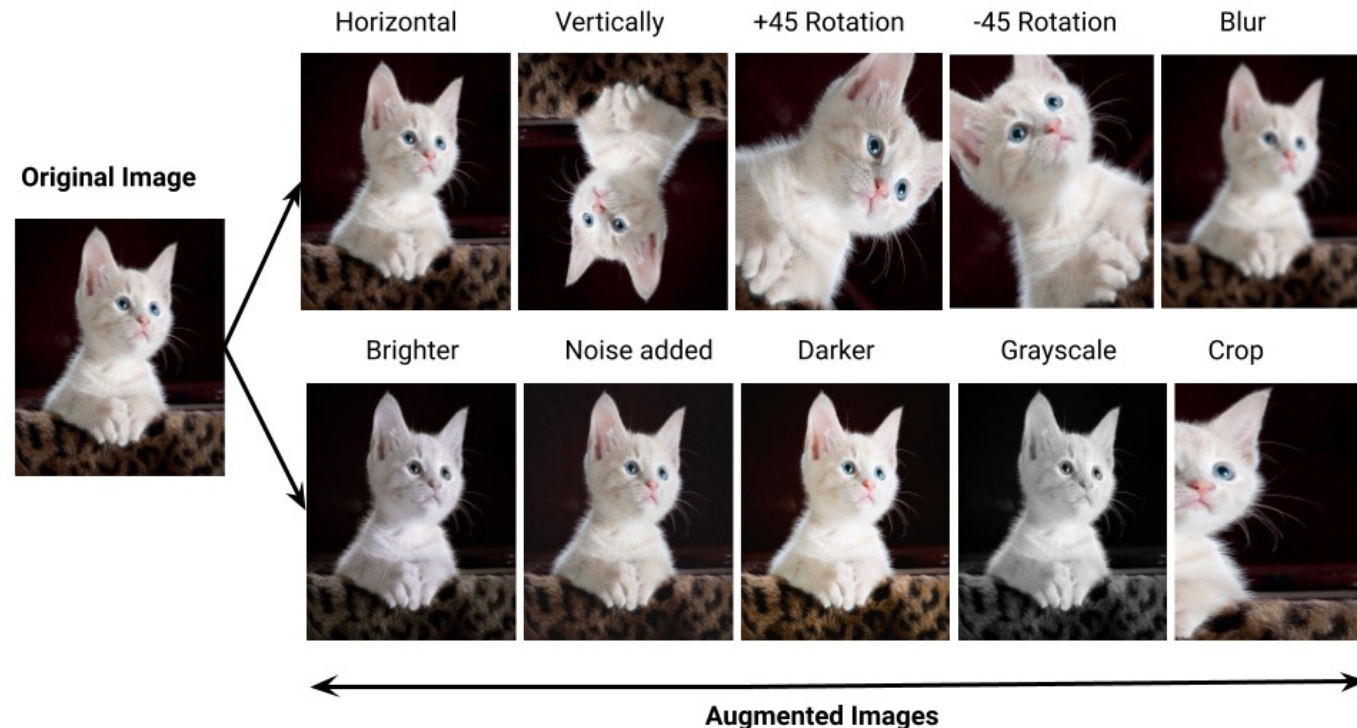 Horizontal
Vertically
+45 Rotation
-45 Rotation
Blur
Original Image
Brighter
Noise added
Darker
Grayscale
Crop
Augmented Images